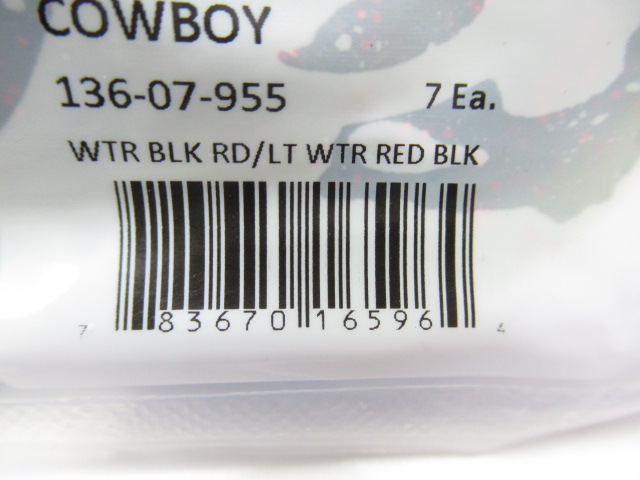 COWBOY
136-07-955 7 Ea.
WTR BLK RD/LT WTR RED BLK
7 83670 16596 4